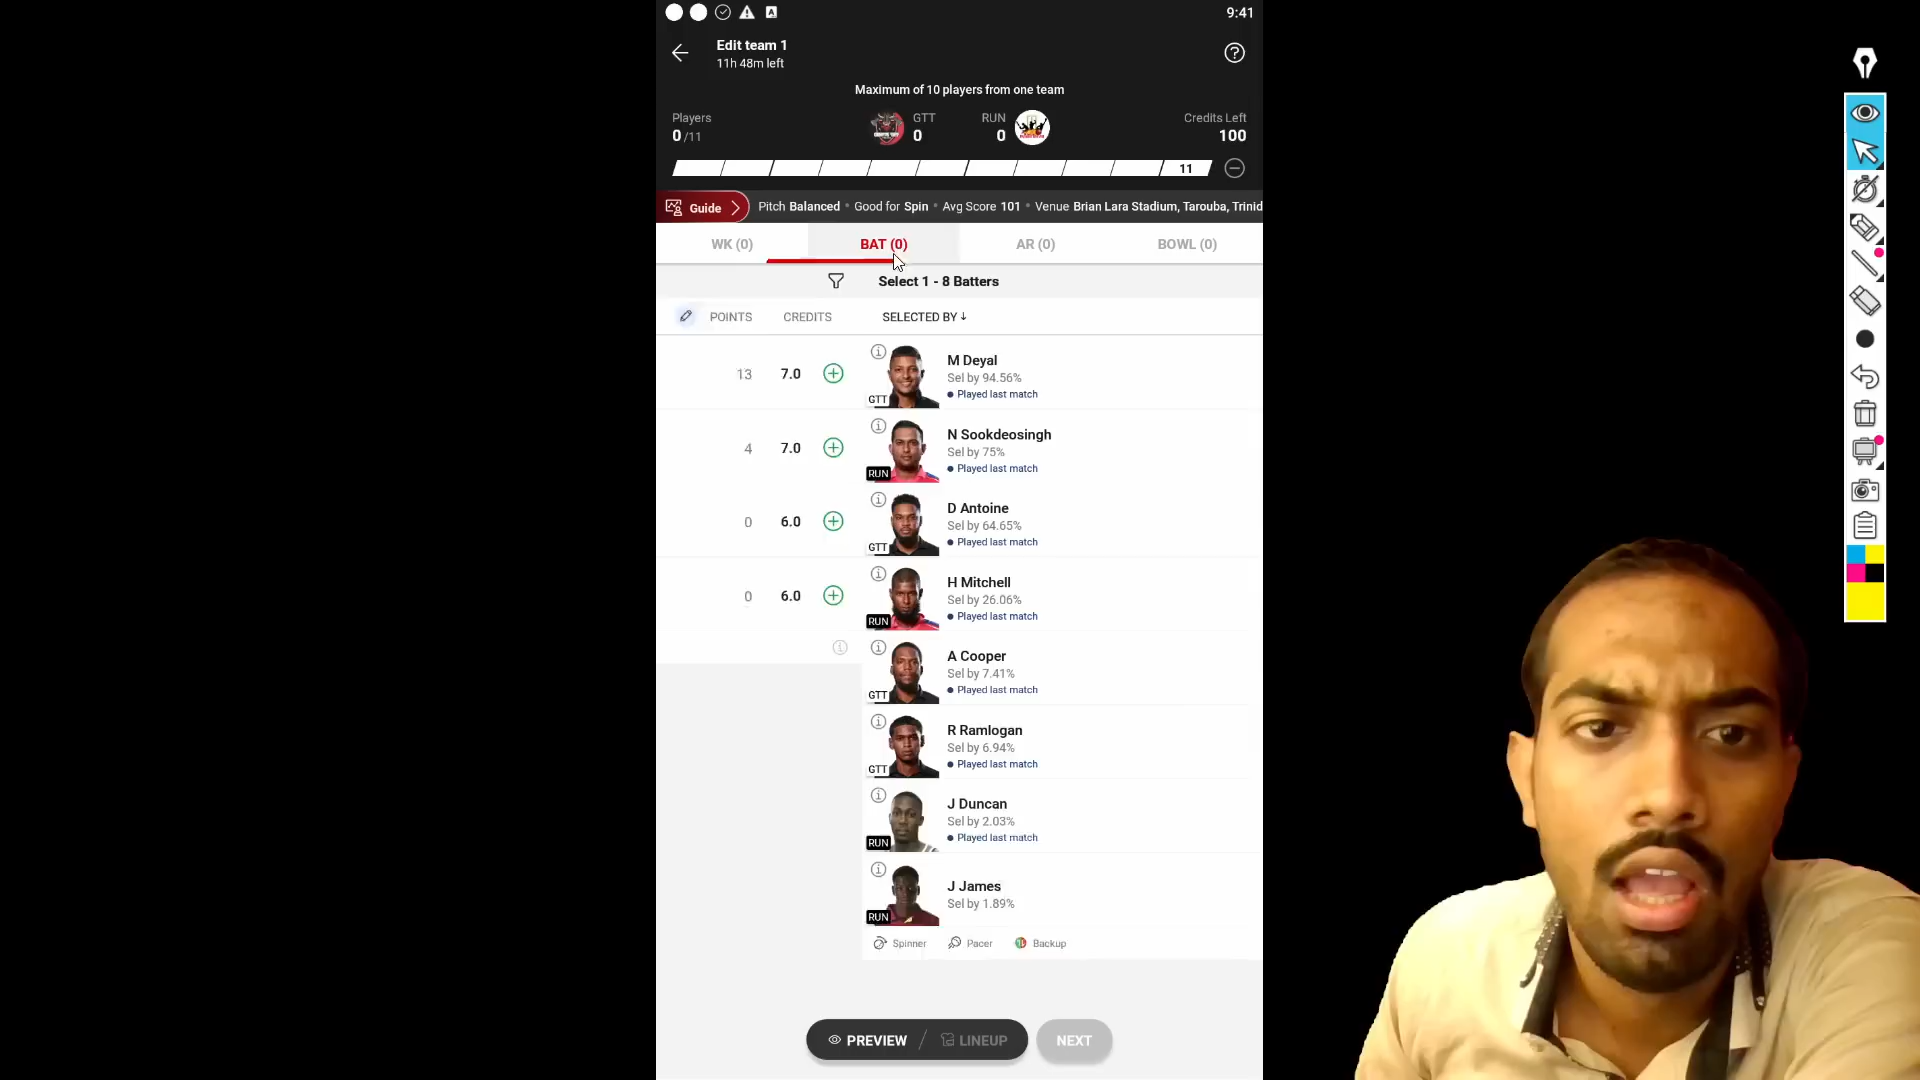 9:41
Edit team 1
11h 48m left
Maximum of 10 players from one team
Players
0 /11
GTT
0
RUN
0
Credits Left
100
11
Guide
Pitch Balanced • Good for Spin • Avg Score 101 • Venue Brian Lara Stadium, Tarouba, Trinid
WK (0)
BAT (0)
AR (0)
BOWL (0)
Select 1 - 8 Batters
POINTS
CREDITS
SELECTED BY ↓
13
7.0
GTT
M Deyal
Sel by 94.56%
Played last match
4
7.0
RUN
N Sookdeosingh
Sel by 75%
Played last match
0
6.0
GTT
D Antoine
Sel by 64.65%
Played last match
0
6.0
RUN
H Mitchell
Sel by 26.06%
Played last match
GTT
A Cooper
Sel by 7.41%
Played last match
GTT
R Ramlogan
Sel by 6.94%
Played last match
RUN
J Duncan
Sel by 2.03%
Played last match
RUN
J James
Sel by 1.89%
Spinner
Pacer
Backup
PREVIEW / LINEUP
NEXT